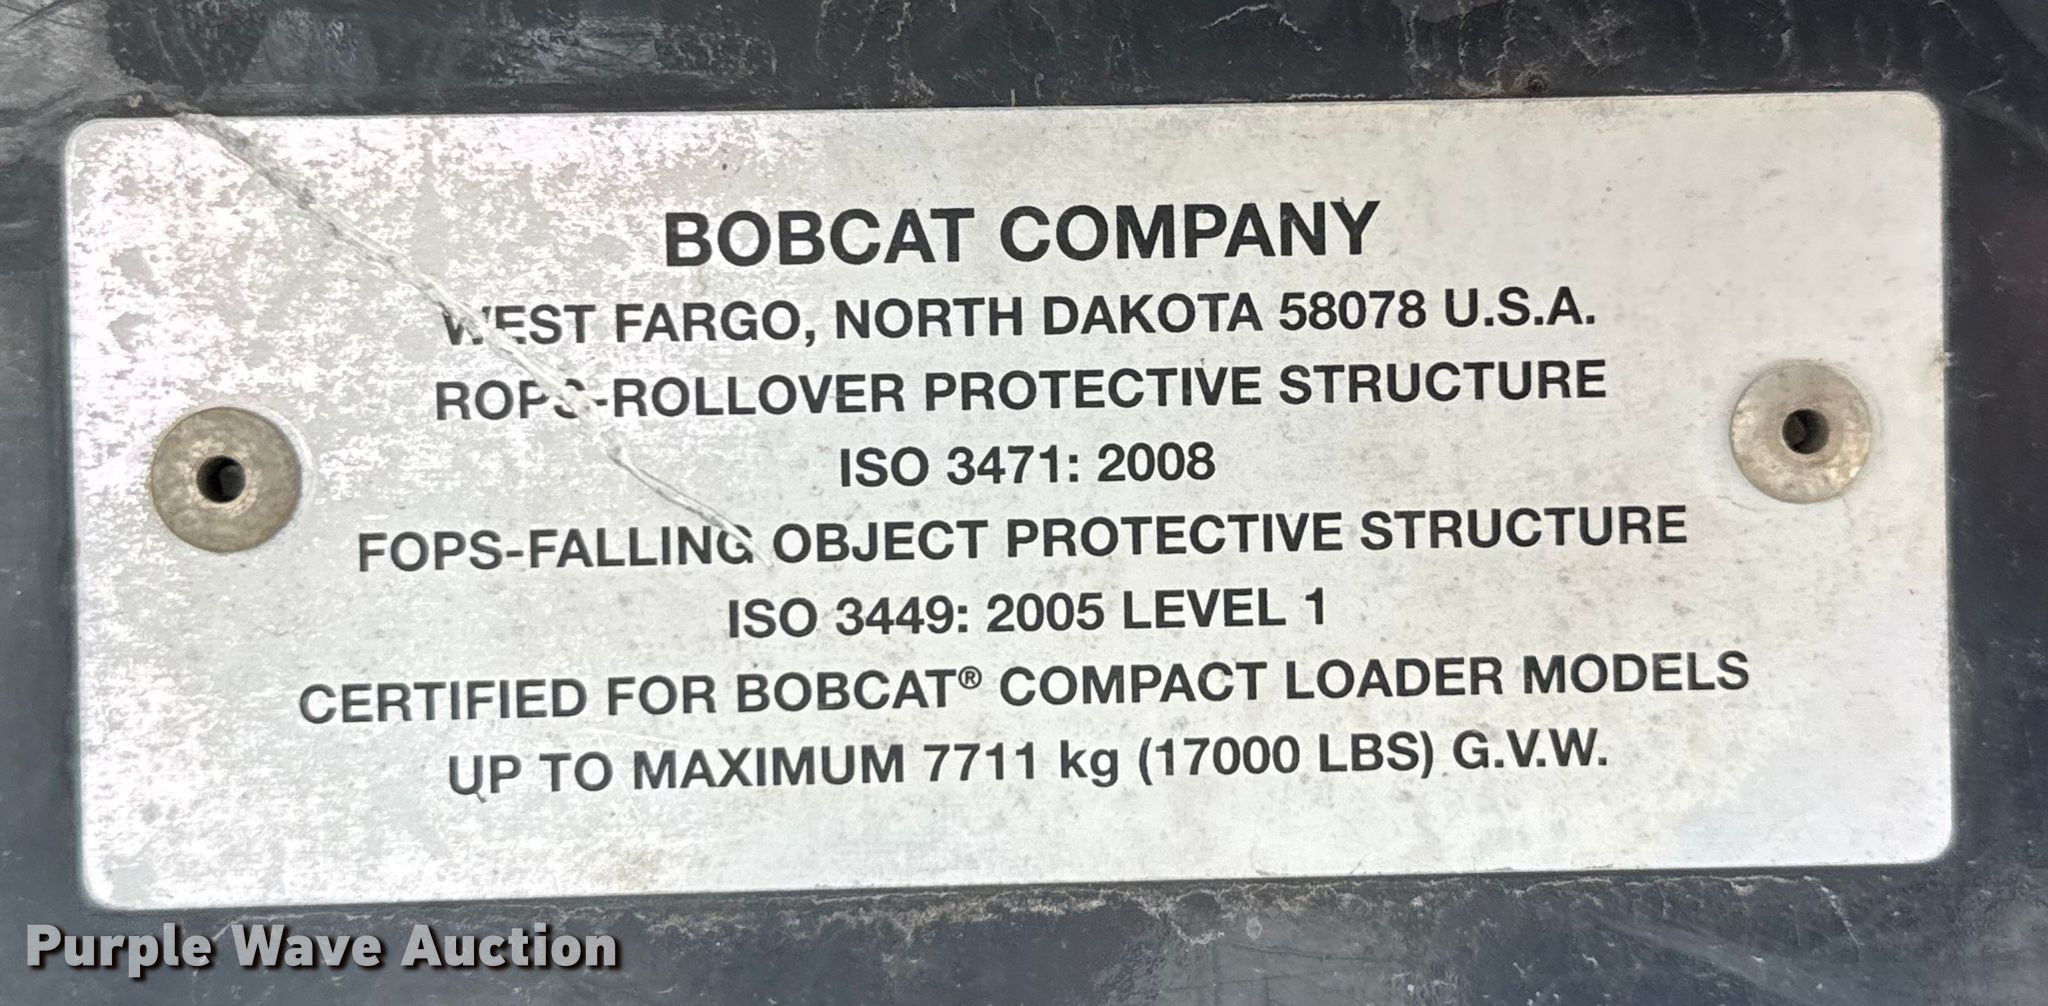 BOBCAT COMPANY
WEST FARGO, NORTH DAKOTA 58078 U.S.A.
ROPS-ROLLOVER PROTECTIVE STRUCTURE
ISO 3471: 2008
FOPS-FALLING OBJECT PROTECTIVE STRUCTURE
ISO 3449: 2005 LEVEL 1
CERTIFIED FOR BOBCAT® COMPACT LOADER MODELS
UP TO MAXIMUM 7711 kg (17000 LBS) G.V.W.
Purple Wave Auction